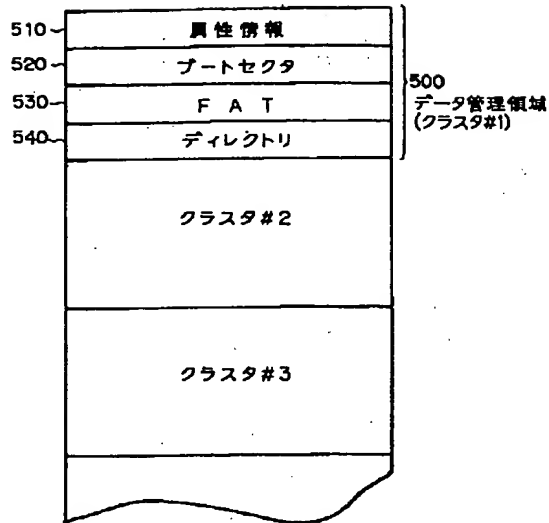 510 属性情報
520 ブートセクタ
530 FAT
540 ディレクトリ
500
データ管理領域
(クラスタ#1)
クラスタ#2
クラスタ#3